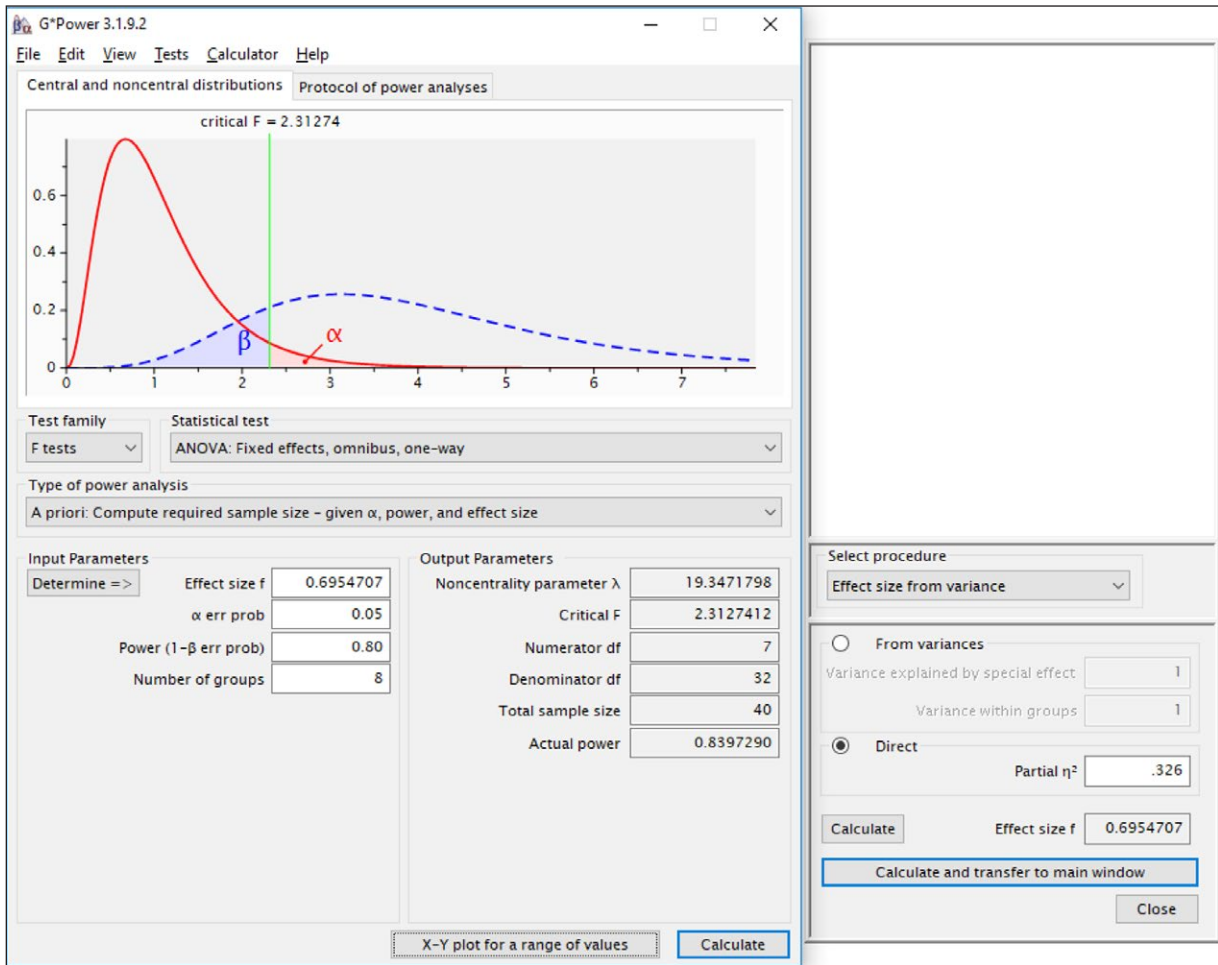 G*Power 3.1.9.2
File Edit View Tests Calculator Help
Central and noncentral distributions Protocol of power analyses
critical F = 2.31274
0.6
0.4
0.2
0
β
α
0 1 2 3 4 5 6 7
Test family Statistical test
F tests ANOVA: Fixed effects, omnibus, one-way
Type of power analysis
A priori: Compute required sample size - given α, power, and effect size
Input Parameters
Determine => Effect size f 0.6954707
α err prob 0.05
Power (1-β err prob) 0.80
Number of groups 8
Output Parameters
Noncentrality parameter λ 19.3471798
Critical F 2.3127412
Numerator df 7
Denominator df 32
Total sample size 40
Actual power 0.8397290
X-Y plot for a range of values Calculate
Select procedure
Effect size from variance
From variances
Variance explained by special effect 1
Variance within groups 1
Direct
Partial η² .326
Calculate Effect size f 0.6954707
Calculate and transfer to main window
Close